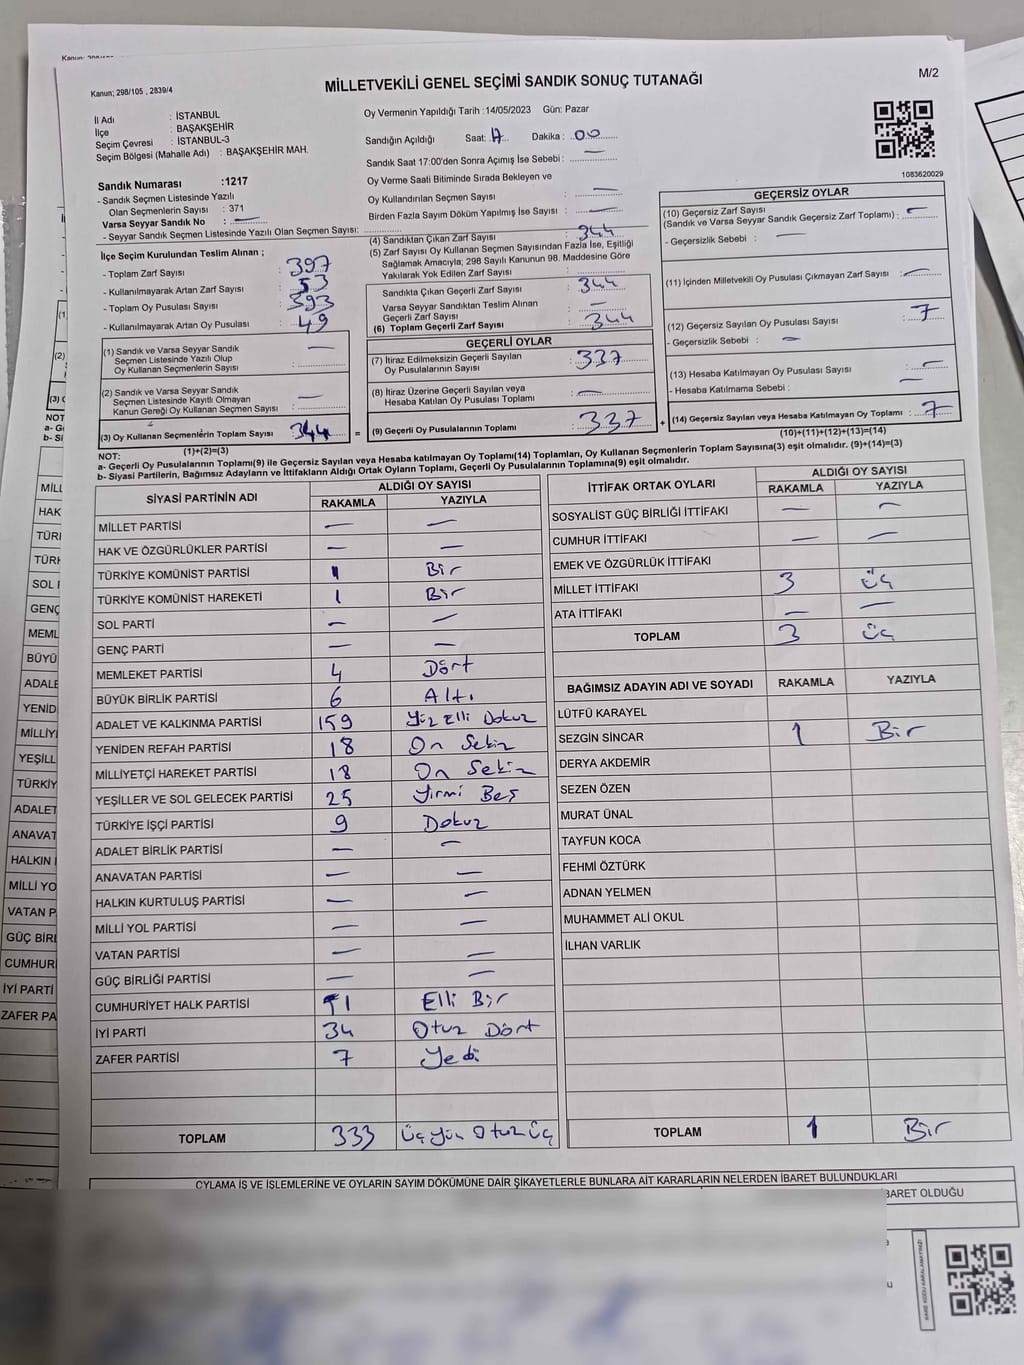 Kanun; 298/105 , 2839/4
MİLLETVEKİLİ GENEL SEÇİMİ SANDIK SONUÇ TUTANAĞI
M/2
İl Adı : İSTANBUL
İlçe : BAŞAKŞEHİR
Seçim Çevresi : İSTANBUL-3
Seçim Bölgesi (Mahalle Adı) : BAŞAKŞEHİR MAH.
Oy Vermenin Yapıldığı Tarih :14/05/2023 Gün: Pazar
Sandığın Açıldığı Saat: Dakika : 00
Sandık Saat 17:00'den Sonra Açımış İse Sebebi : —
Oy Verme Saati Bitiminde Sırada Bekleyen ve
Oy Kullandırılan Seçmen Sayısı : —
Birden Fazla Sayım Döküm Yapılmış İse Sayısı : —
1083620029
Sandık Numarası :1217
- Sandık Seçmen Listesinde Yazılı
Olan Seçmenlerin Sayısı : 371
Varsa Seyyar Sandık No : —
- Seyyar Sandık Seçmen Listesinde Yazılı Olan Seçmen Sayısı:
İlçe Seçim Kurulundan Teslim Alınan ;
- Toplam Zarf Sayısı : 397
- Kullanılmayarak Artan Zarf Sayısı : 53
- Toplam Oy Pusulası Sayısı : 393
- Kullanılmayarak Artan Oy Pusulası : 49
(1) Sandık ve Varsa Seyyar Sandık
Seçmen Listesinde Yazılı Olup
Oy Kullanan Seçmenlerin Sayısı : —
(2) Sandık ve Varsa Seyyar Sandık
Seçmen Listesinde Kayıtlı Olmayan
Kanun Gereği Oy Kullanan Seçmen Sayısı : —
(3) Oy Kullanan Seçmenlerin Toplam Sayısı : 344 =
(1)+(2)=(3)
(4) Sandıktan Çıkan Zarf Sayısı : 344
(5) Zarf Sayısı Oy Kullanan Seçmen Sayısından Fazla İse, Eşitliği
Sağlamak Amacıyla, 298 Sayılı Kanunun 98. Maddesine Göre
Yakılarak Yok Edilen Zarf Sayısı :
Sandıkta Çıkan Geçerli Zarf Sayısı : 344
Varsa Seyyar Sandıktan Teslim Alınan
Geçerli Zarf Sayısı : —
(6) Toplam Geçerli Zarf Sayısı : 344
GEÇERLİ OYLAR
(7) İtiraz Edilmeksizin Geçerli Sayılan
Oy Pusulalarının Sayısı : 337
(8) İtiraz Üzerine Geçerli Sayılan veya
Hesaba Katılan Oy Pusulası Toplamı : —
(9) Geçerli Oy Pusulalarının Toplamı : 337 +
GEÇERSİZ OYLAR
(10) Geçersiz Zarf Sayısı
(Sandık ve Varsa Seyyar Sandık Geçersiz Zarf Toplamı) : —
- Geçersizlik Sebebi : —
(11) İçinden Milletvekili Oy Pusulası Çıkmayan Zarf Sayısı : —
(12) Geçersiz Sayılan Oy Pusulası Sayısı : 7
- Geçersizlik Sebebi : —
(13) Hesaba Katılmayan Oy Pusulası Sayısı : —
- Hesaba Katılmama Sebebi : —
(14) Geçersiz Sayılan veya Hesaba Katılmayan Oy Toplamı : 7
(10)+(11)+(12)+(13)=(14)
NOT:
a- Geçerli Oy Pusulalarının Toplamı(9) ile Geçersiz Sayılan veya Hesaba katılmayan Oy Toplamı(14) Toplamları, Oy Kullanan Seçmenlerin Toplam Sayısına(3) eşit olmalıdır. (9)+(14)=(3)
b- Siyasi Partilerin, Bağımsız Adayların ve İttifakların Aldığı Ortak Oyların Toplamı, Geçerli Oy Pusulalarının Toplamına(9) eşit olmalıdır.
SİYASİ PARTİNİN ADI ALDIĞI OY SAYISI
RAKAMLA YAZIYLA
MİLLET PARTİSİ — —
HAK VE ÖZGÜRLÜKLER PARTİSİ — —
TÜRKİYE KOMÜNİST PARTİSİ 1 Bir
TÜRKİYE KOMÜNİST HAREKETİ 1 Bir
SOL PARTİ — —
GENÇ PARTİ — —
MEMLEKET PARTİSİ 4 Dört
BÜYÜK BİRLİK PARTİSİ 6 Altı
ADALET VE KALKINMA PARTİSİ 159 Yüz Elli Dokuz
YENİDEN REFAH PARTİSİ 18 On Sekiz
MİLLİYETÇİ HAREKET PARTİSİ 18 On Sekiz
YEŞİLLER VE SOL GELECEK PARTİSİ 25 Yirmi Beş
TÜRKİYE İŞÇİ PARTİSİ 9 Dokuz
ADALET BİRLİK PARTİSİ — —
ANAVATAN PARTİSİ — —
HALKIN KURTULUŞ PARTİSİ — —
MİLLİ YOL PARTİSİ — —
VATAN PARTİSİ — —
GÜÇ BİRLİĞİ PARTİSİ — —
CUMHURİYET HALK PARTİSİ 51 Elli Bir
İYİ PARTİ 34 Otuz Dört
ZAFER PARTİSİ 7 Yedi
TOPLAM 333 Üç Yüz Otuz Üç
İTTİFAK ORTAK OYLARI ALDIĞI OY SAYISI
RAKAMLA YAZIYLA
SOSYALİST GÜÇ BİRLİĞİ İTTİFAKI — —
CUMHUR İTTİFAKI — —
EMEK VE ÖZGÜRLÜK İTTİFAKI
MİLLET İTTİFAKI 3 Üç
ATA İTTİFAKI — —
TOPLAM 3 Üç
BAĞIMSIZ ADAYIN ADI VE SOYADI RAKAMLA YAZIYLA
LÜTFÜ KARAYEL
SEZGİN SİNCAR 1 Bir
DERYA AKDEMİR
SEZEN ÖZEN
MURAT ÜNAL
TAYFUN KOCA
FEHMİ ÖZTÜRK
ADNAN YELMEN
MUHAMMET ALİ OKUL
İLHAN VARLIK
TOPLAM 1 Bir
OYLAMA İŞ VE İŞLEMLERİNE VE OYLARIN SAYIM DÖKÜMÜNE DAİR ŞİKAYETLERLE BUNLARA AİT KARARLARIN NELERDEN İBARET BULUNDUKLARI
BARET OLDUĞU